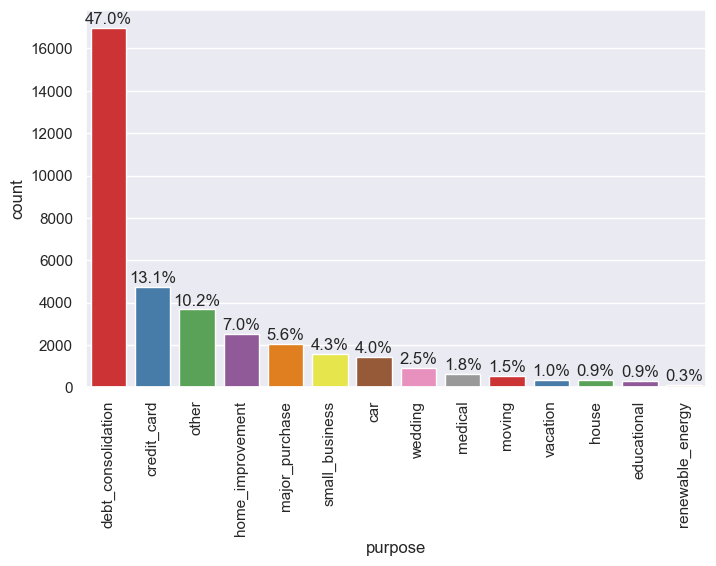 47.0%
13.1%
10.2%
7.0%
5.6%
4.3%
4.0%
2.5%
1.8%
1.5%
1.0%
0.9%
0.9%
0.3%
16000
14000
12000
10000
8000
6000
4000
2000
0
count
debt_consolidation
credit_card
other
home_improvement
major_purchase
small_business
car
wedding
medical
moving
vacation
house
educational
renewable_energy
purpose